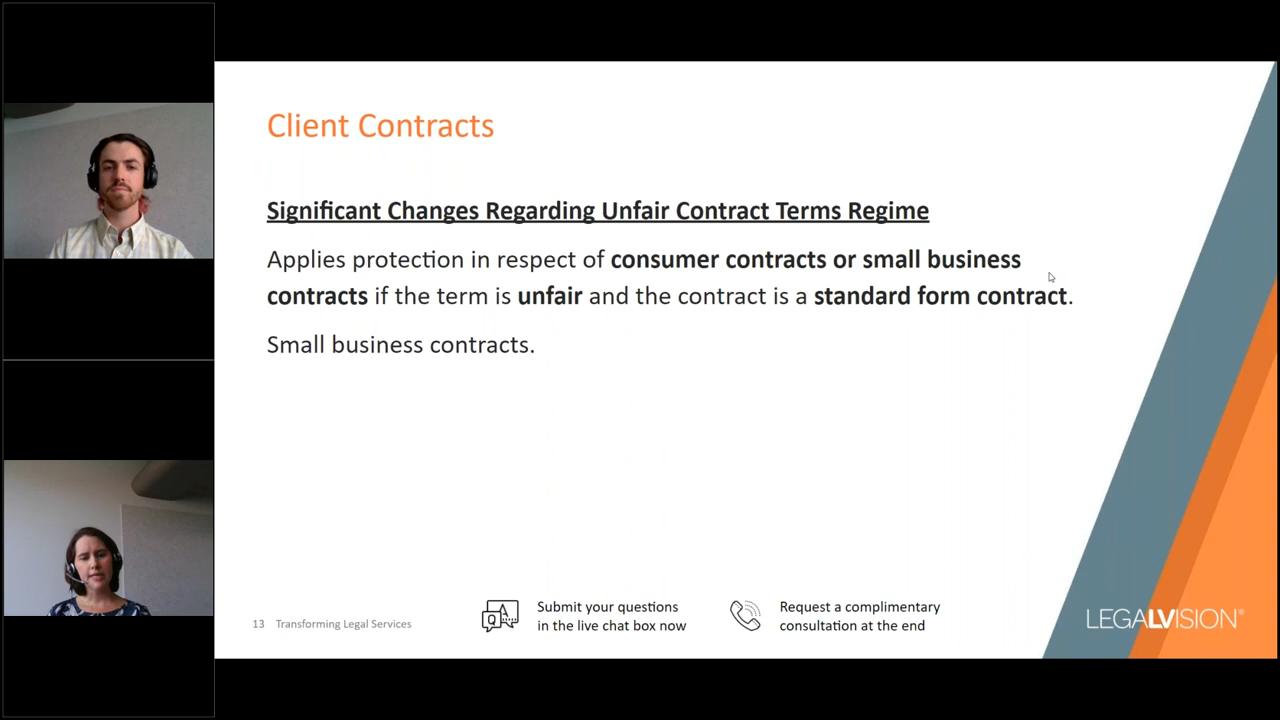 Client Contracts
Significant Changes Regarding Unfair Contract Terms Regime
Applies protection in respect of consumer contracts or small business
contracts if the term is unfair and the contract is a standard form contract.
Small business contracts.
13 Transforming Legal Services
Q A
Submit your questions
in the live chat box now
Request a complimentary
consultation at the end
LEGALVISION®